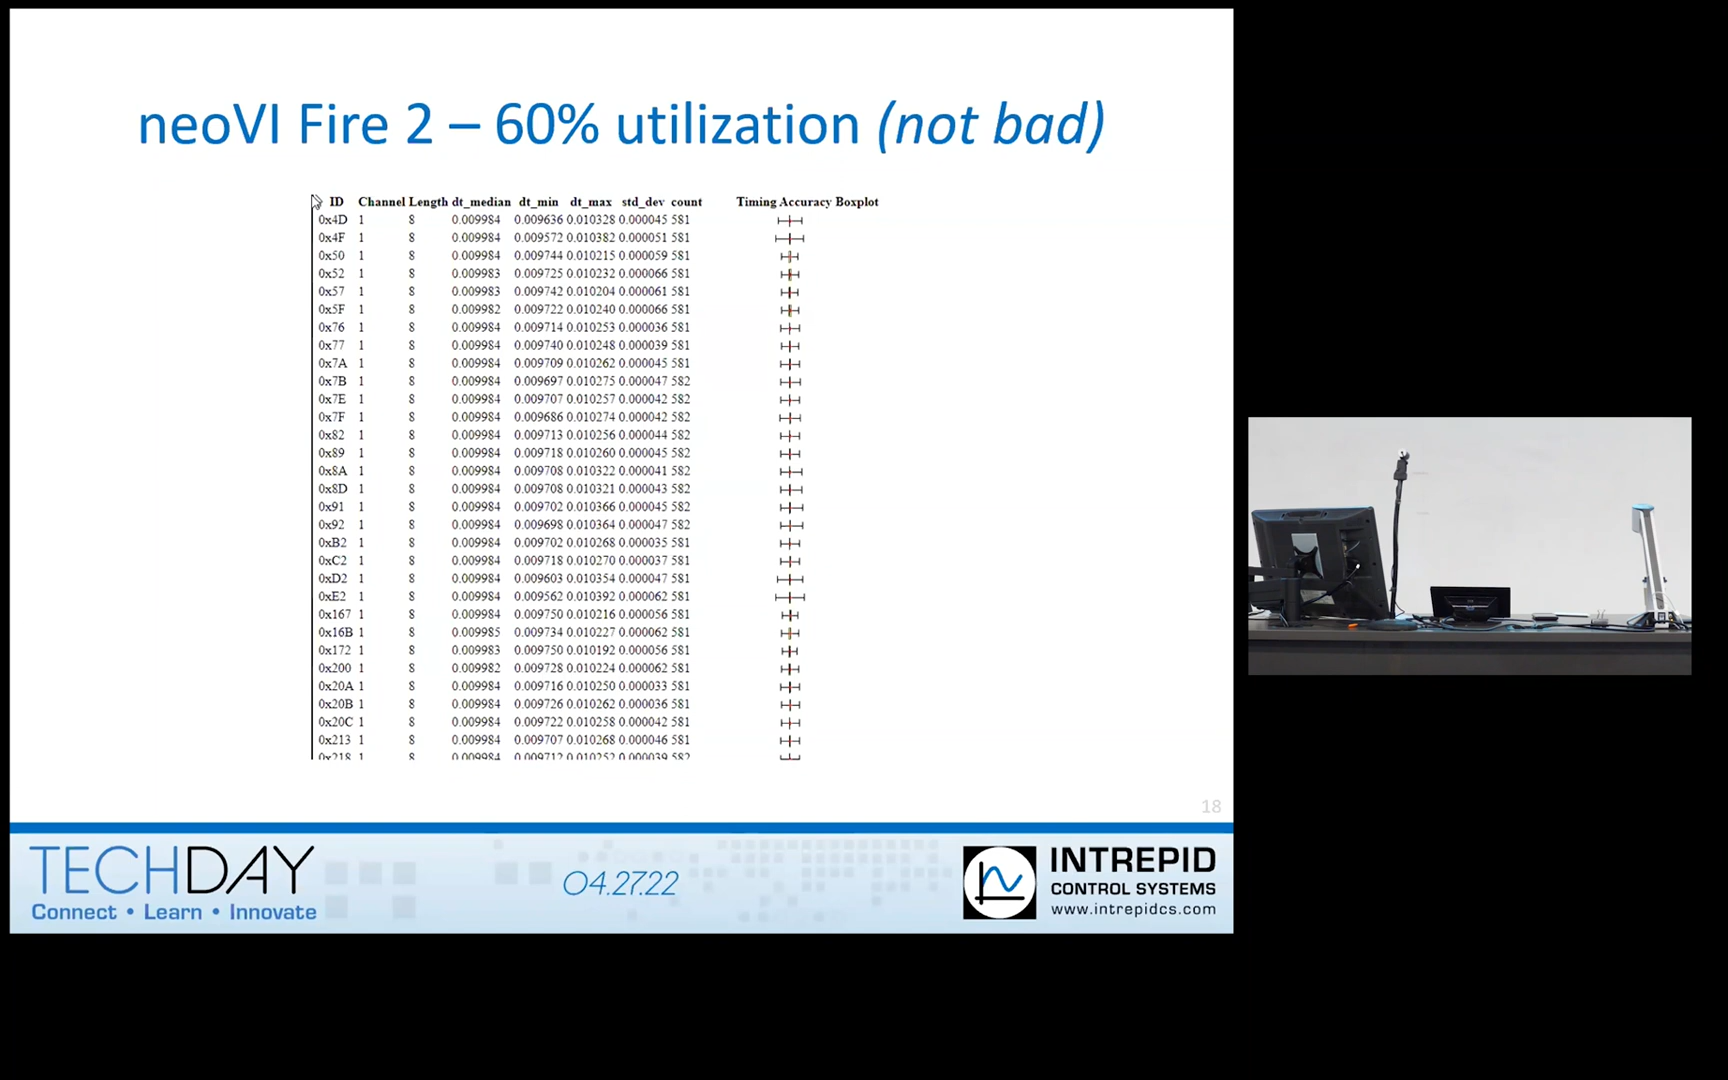 neoVI Fire 2 – 60% utilization (not bad)
ID Channel Length dt_median dt_min dt_max std_dev count Timing Accuracy Boxplot
0x4D 1 8 0.009984 0.009636 0.010328 0.000045 581
0x4F 1 8 0.009984 0.009572 0.010382 0.000051 581
0x50 1 8 0.009984 0.009744 0.010215 0.000059 581
0x52 1 8 0.009983 0.009725 0.010232 0.000066 581
0x57 1 8 0.009983 0.009742 0.010204 0.000061 581
0x5F 1 8 0.009982 0.009722 0.010240 0.000066 581
0x76 1 8 0.009984 0.009714 0.010253 0.000036 581
0x77 1 8 0.009984 0.009740 0.010248 0.000039 581
0x7A 1 8 0.009984 0.009709 0.010262 0.000045 581
0x7B 1 8 0.009984 0.009697 0.010275 0.000047 582
0x7E 1 8 0.009984 0.009707 0.010257 0.000042 582
0x7F 1 8 0.009984 0.009686 0.010274 0.000042 582
0x82 1 8 0.009984 0.009713 0.010256 0.000044 582
0x89 1 8 0.009984 0.009718 0.010260 0.000045 582
0x8A 1 8 0.009984 0.009708 0.010322 0.000041 582
0x8D 1 8 0.009984 0.009708 0.010321 0.000043 582
0x91 1 8 0.009984 0.009702 0.010366 0.000045 582
0x92 1 8 0.009984 0.009698 0.010364 0.000047 582
0xB2 1 8 0.009984 0.009702 0.010268 0.000035 581
0xC2 1 8 0.009984 0.009718 0.010270 0.000037 581
0xD2 1 8 0.009984 0.009603 0.010354 0.000047 581
0xE2 1 8 0.009984 0.009562 0.010392 0.000062 581
0x167 1 8 0.009984 0.009750 0.010216 0.000056 581
0x16B 1 8 0.009985 0.009734 0.010227 0.000062 581
0x172 1 8 0.009983 0.009750 0.010192 0.000056 581
0x200 1 8 0.009982 0.009728 0.010224 0.000062 581
0x20A 1 8 0.009984 0.009716 0.010250 0.000033 581
0x20B 1 8 0.009984 0.009726 0.010262 0.000036 581
0x20C 1 8 0.009984 0.009722 0.010258 0.000042 581
0x213 1 8 0.009984 0.009707 0.010268 0.000046 581
0x218 1 8 0.009984 0.009712 0.010252 0.000039 582
18
TECHDAY
Connect • Learn • Innovate
04.27.22
INTREPID
CONTROL SYSTEMS
www.intrepidcs.com